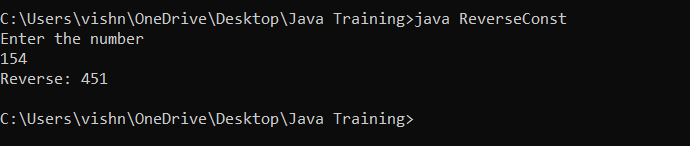 C:\Users\vishn\OneDrive\Desktop\Java Training>java ReverseConst
Enter the number
154
Reverse: 451
C:\Users\vishn\OneDrive\Desktop\Java Training>